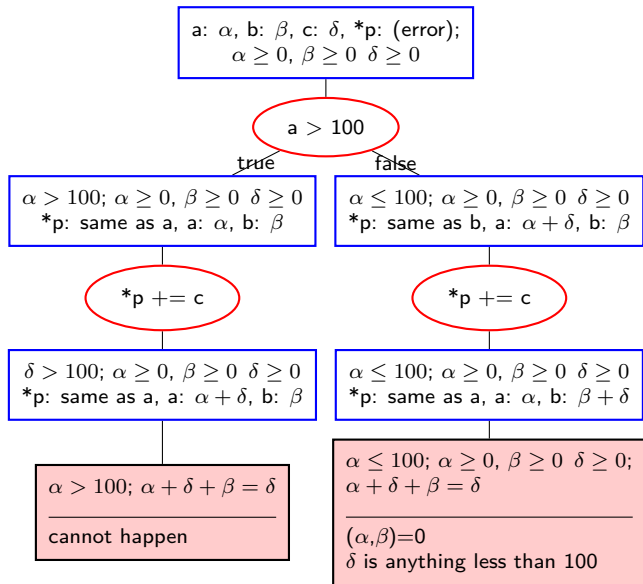 a: α, b: β, c: δ, *p: (error);
α ≥ 0, β ≥ 0 δ ≥ 0
a > 100
true
false
α > 100; α ≥ 0, β ≥ 0 δ ≥ 0
*p: same as a, a: α, b: β
α ≤ 100; α ≥ 0, β ≥ 0 δ ≥ 0
*p: same as b, a: α + δ, b: β
*p += c
*p += c
δ > 100; α ≥ 0, β ≥ 0 δ ≥ 0
*p: same as a, a: α + δ, b: β
α ≤ 100; α ≥ 0, β ≥ 0 δ ≥ 0
*p: same as a, a: α, b: β + δ
α > 100; α + δ + β = δ
cannot happen
α ≤ 100; α ≥ 0, β ≥ 0 δ ≥ 0;
α + δ + β = δ
(α,β)=0
δ is anything less than 100